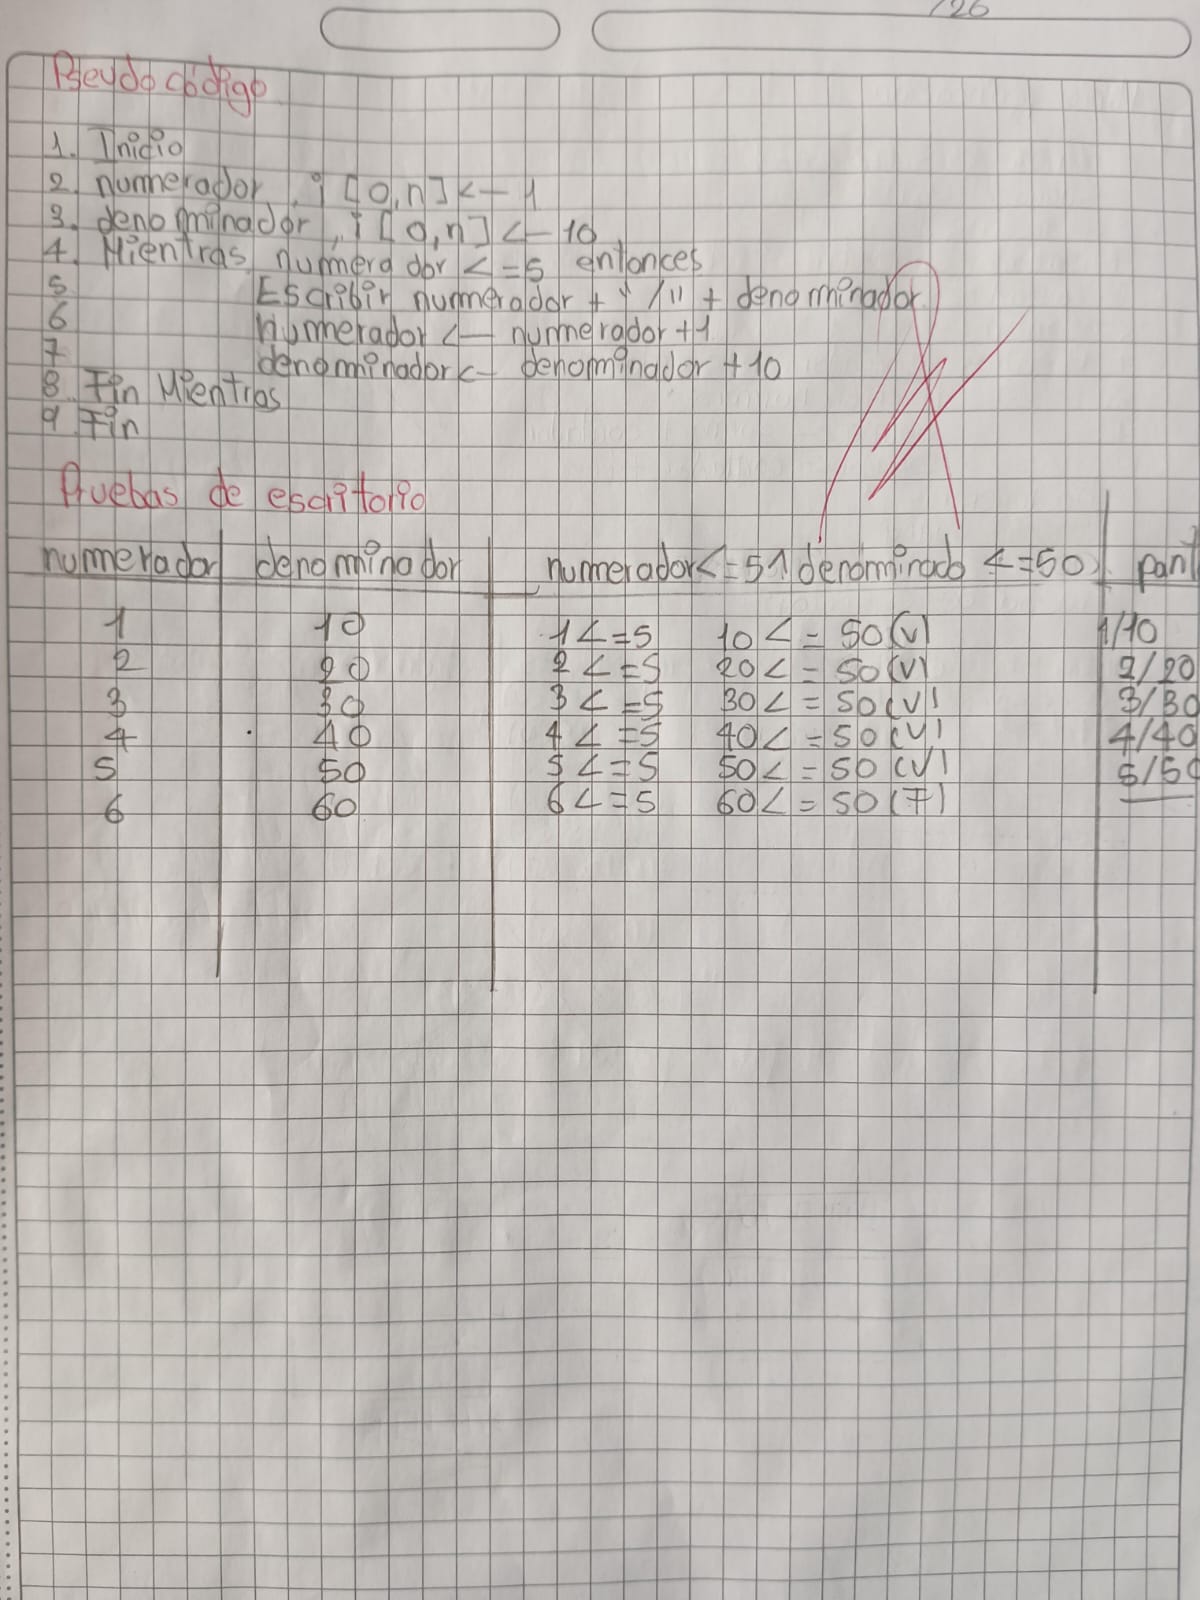 /26
Pseudo código
1. Inicio
2. numerador, i [0,n] <- 1
3. denominador, i [0,n] <- 10
4. Mientras numerador <=5 entonces
5 Escribir numerador + "/" + denominador
6 numerador <- numerador +1
7 denominador <- denominador +10
8. Fin Mientras
9 Fin
Pruebas de escritorio
numerador denominador numerador <=5 ^ denominado <=50 pant
1 10 1<=5 10<=50 (v) 1/10
2 20 2<=5 20<=50 (v) 2/20
3 30 3<=5 30<=50 (v) 3/30
4 40 4<=5 40<=50 (v) 4/40
5 50 5<=5 50<=50 (v) 5/50
6 60 6<=5 60<=50 (F)